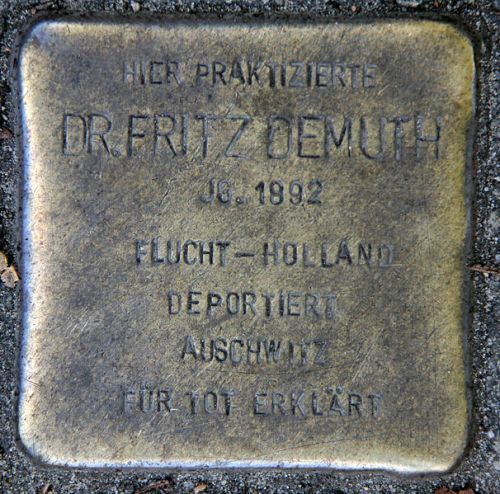 HIER PRAKTIZIERTE
DR. FRITZ DEMUTH
JG. 1892
FLUCHT – HOLLAND
DEPORTIERT
AUSCHWITZ
FÜR TOT ERKLÄRT